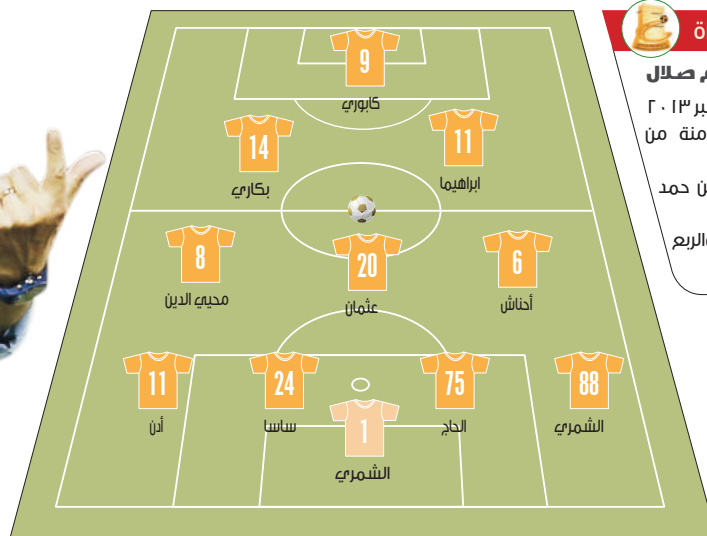 ة
م صلال
بر ٢٠١٣
منة من
ن حمد
الربع
9
كابوري
14
بكاري
11
ابراهيما
8
محيي الدين
20
عثمان
6
أحناش
11
أدن
24
ساسا
75
الحاج
88
الشمري
1
الشمري